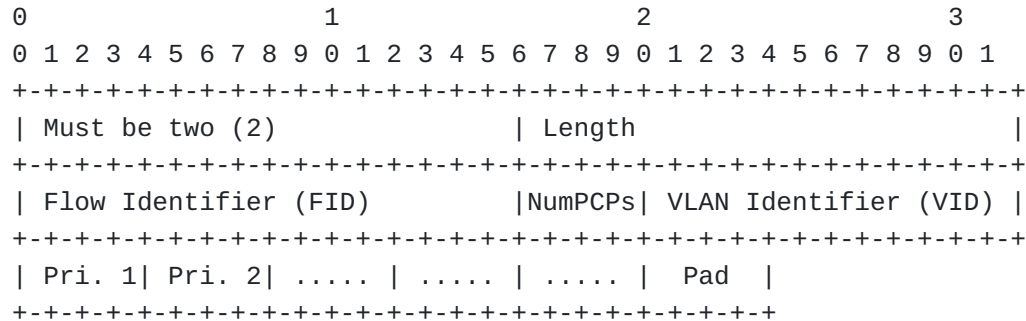 0                   1                   2                   3
0 1 2 3 4 5 6 7 8 9 0 1 2 3 4 5 6 7 8 9 0 1 2 3 4 5 6 7 8 9 0 1
+-+-+-+-+-+-+-+-+-+-+-+-+-+-+-+-+-+-+-+-+-+-+-+-+-+-+-+-+-+-+-+-+
| Must be two (2)               | Length                        |
+-+-+-+-+-+-+-+-+-+-+-+-+-+-+-+-+-+-+-+-+-+-+-+-+-+-+-+-+-+-+-+-+
| Flow Identifier (FID)         |NumPCPs| VLAN Identifier (VID) |
+-+-+-+-+-+-+-+-+-+-+-+-+-+-+-+-+-+-+-+-+-+-+-+-+-+-+-+-+-+-+-+-+
| Pri. 1| Pri. 2| ..... | ..... | ..... |  Pad  |
+-+-+-+-+-+-+-+-+-+-+-+-+-+-+-+-+-+-+-+-+-+-+-+-+